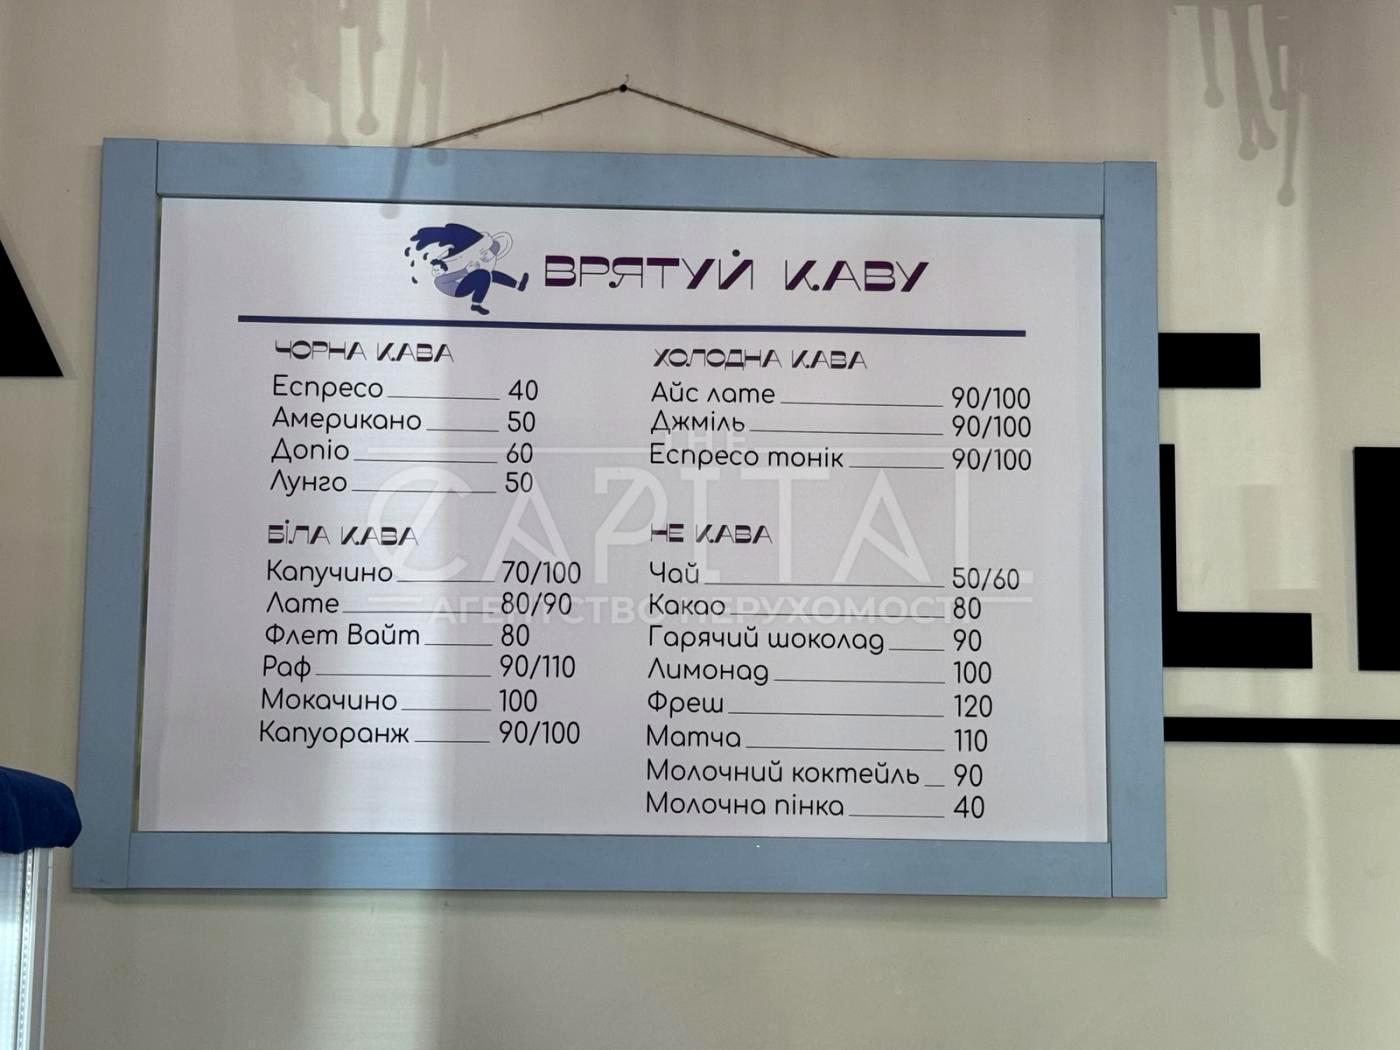 ВРЯТУЙ КАВУ
ЧОРНА КАВА
Еспресо 40
Американо 50
Допіо 60
Лунго 50
БІЛА КАВА
Капучино 70/100
Лате 80/90
Флет Вайт 80
Раф 90/110
Мокачино 100
Капуоранж 90/100
ХОЛОДНА КАВА
Айс лате 90/100
Джміль 90/100
Еспресо тонік 90/100
НЕ КАВА
Чай 50/60
Какао 80
Гарячий шоколад 90
Лимонад 100
Фреш 120
Матча 110
Молочний коктейль 90
Молочна пінка 40
THE
CAPITAL
АГЕНТСТВО НЕРУХОМОСТІ